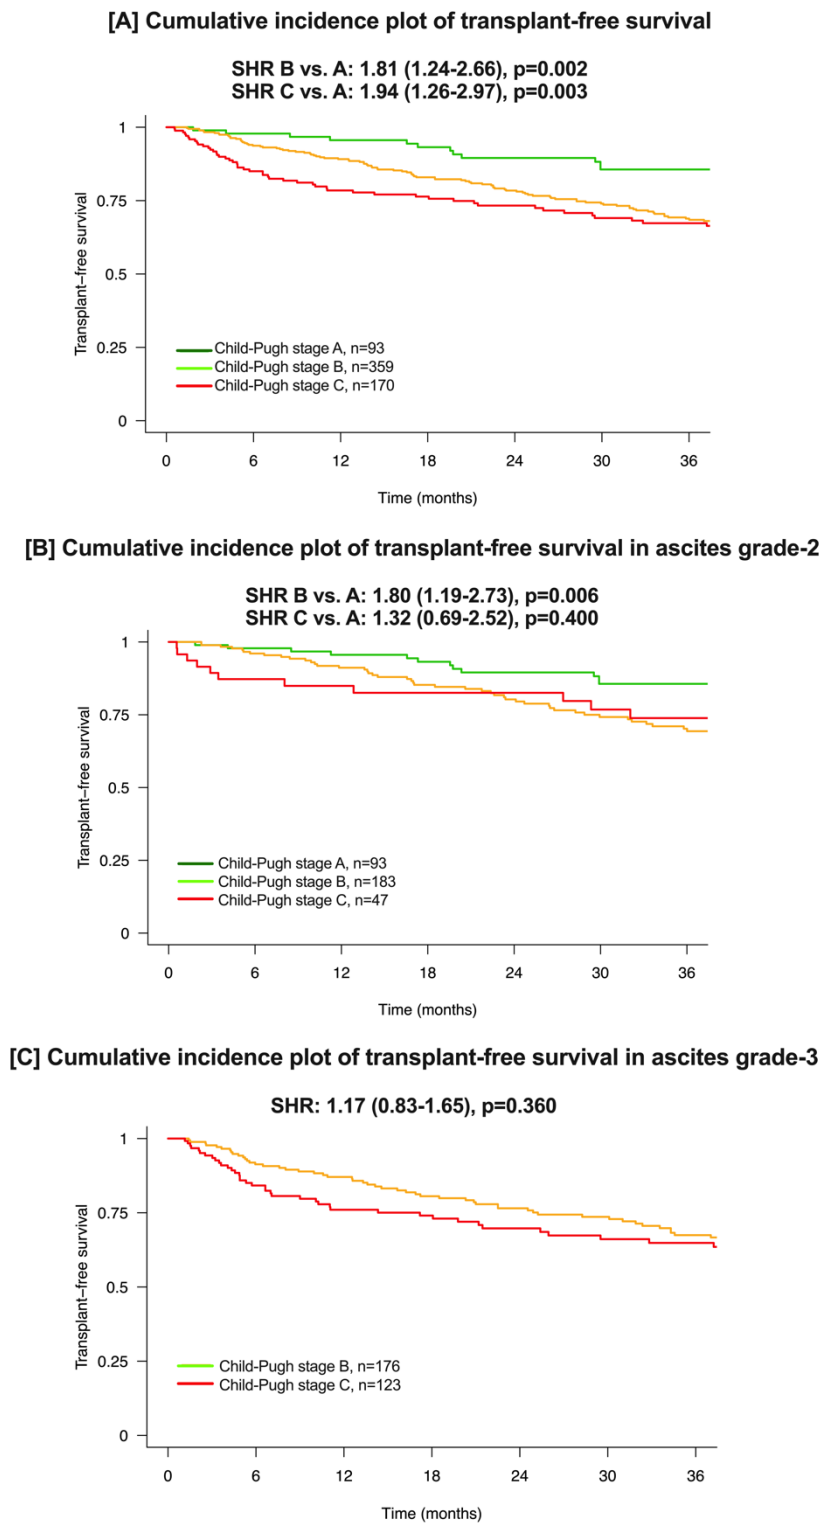 [A] Cumulative incidence plot of transplant-free survival
SHR B vs. A: 1.81 (1.24-2.66), p=0.002
SHR C vs. A: 1.94 (1.26-2.97), p=0.003
1
0.75
0.5
0.25
0
Transplant-free survival
Child-Pugh stage A, n=93
Child-Pugh stage B, n=359
Child-Pugh stage C, n=170
0 6 12 18 24 30 36
Time (months)
[B] Cumulative incidence plot of transplant-free survival in ascites grade-2
SHR B vs. A: 1.80 (1.19-2.73), p=0.006
SHR C vs. A: 1.32 (0.69-2.52), p=0.400
1
0.75
0.5
0.25
0
Transplant-free survival
Child-Pugh stage A, n=93
Child-Pugh stage B, n=183
Child-Pugh stage C, n=47
0 6 12 18 24 30 36
Time (months)
[C] Cumulative incidence plot of transplant-free survival in ascites grade-3
SHR: 1.17 (0.83-1.65), p=0.360
1
0.75
0.5
0.25
0
Transplant-free survival
Child-Pugh stage B, n=176
Child-Pugh stage C, n=123
0 6 12 18 24 30 36
Time (months)